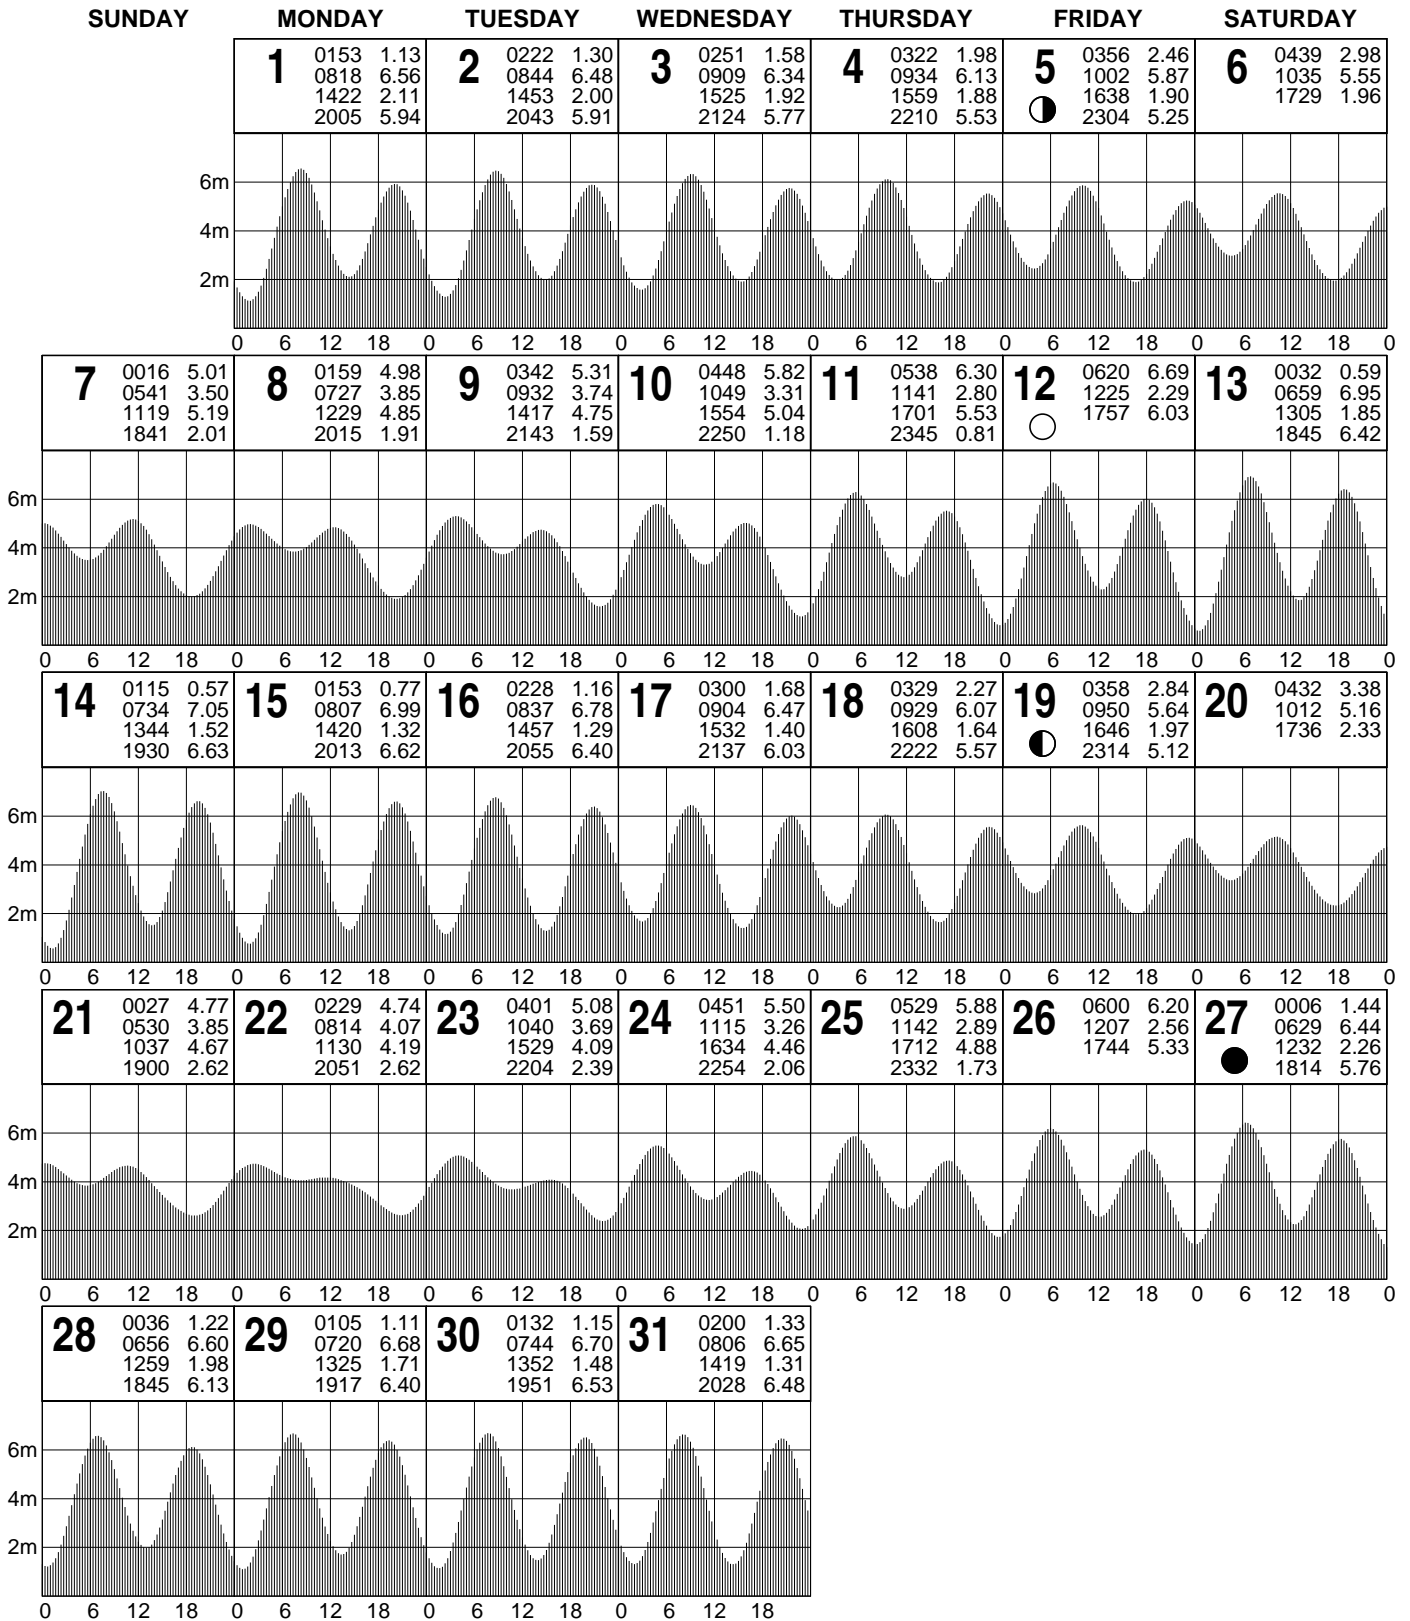 SUNDAY MONDAY TUESDAY WEDNESDAY THURSDAY FRIDAY SATURDAY
1 0153 1.13 2 0222 1.30 3 0251 1.58 4 0322 1.98 5 0356 2.46 6 0439 2.98
0818 6.56 0844 6.48 0909 6.34 0934 6.13 1002 5.87 1035 5.55
1422 2.11 1453 2.00 1525 1.92 1559 1.88 1638 1.90 1729 1.96
2005 5.94 2043 5.91 2124 5.77 2210 5.53 2304 5.25
6m
4m
2m
0 6 12 18 0 6 12 18 0 6 12 18 0 6 12 18 0 6 12 18 0 6 12 18 0
7 0016 5.01 8 0159 4.98 9 0342 5.31 10 0448 5.82 11 0538 6.30 12 0620 6.69 13 0032 0.59
0541 3.50 0727 3.85 0932 3.74 1049 3.31 1141 2.80 1225 2.29 0659 6.95
1119 5.19 1229 4.85 1417 4.75 1554 5.04 1701 5.53 1757 6.03 1305 1.85
1841 2.01 2015 1.91 2143 1.59 2250 1.18 2345 0.81 1845 6.42
6m
4m
2m
0 6 12 18 0 6 12 18 0 6 12 18 0 6 12 18 0 6 12 18 0 6 12 18 0 6 12 18 0
14 0115 0.57 15 0153 0.77 16 0228 1.16 17 0300 1.68 18 0329 2.27 19 0358 2.84 20 0432 3.38
0734 7.05 0807 6.99 0837 6.78 0904 6.47 0929 6.07 0950 5.64 1012 5.16
1344 1.52 1420 1.32 1457 1.29 1532 1.40 1608 1.64 1646 1.97 1736 2.33
1930 6.63 2013 6.62 2055 6.40 2137 6.03 2222 5.57 2314 5.12
6m
4m
2m
0 6 12 18 0 6 12 18 0 6 12 18 0 6 12 18 0 6 12 18 0 6 12 18 0 6 12 18 0
21 0027 4.77 22 0229 4.74 23 0401 5.08 24 0451 5.50 25 0529 5.88 26 0600 6.20 27 0006 1.44
0530 3.85 0814 4.07 1040 3.69 1115 3.26 1142 2.89 1207 2.56 0629 6.44
1037 4.67 1130 4.19 1529 4.09 1634 4.46 1712 4.88 1744 5.33 1232 2.26
1900 2.62 2051 2.62 2204 2.39 2254 2.06 2332 1.73 1814 5.76
6m
4m
2m
0 6 12 18 0 6 12 18 0 6 12 18 0 6 12 18 0 6 12 18 0 6 12 18 0 6 12 18 0
28 0036 1.22 29 0105 1.11 30 0132 1.15 31 0200 1.33
0656 6.60 0720 6.68 0744 6.70 0806 6.65
1259 1.98 1325 1.71 1352 1.48 1419 1.31
1845 6.13 1917 6.40 1951 6.53 2028 6.48
6m
4m
2m
0 6 12 18 0 6 12 18 0 6 12 18 0 6 12 18